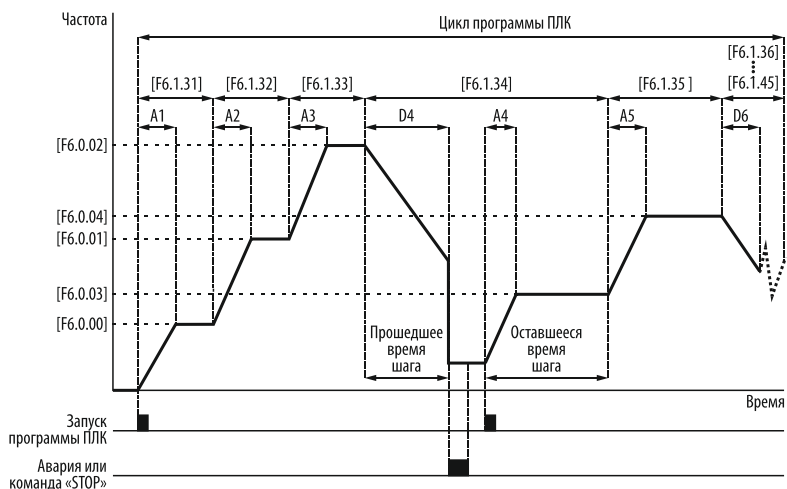 Частота
Цикл программы ПЛК
[F6.1.36]
[F6.1.31]
[F6.1.32]
[F6.1.33]
[F6.1.34]
[F6.1.35 ]
[F6.1.45]
A1
A2
A3
D4
A4
A5
D6
[F6.0.02]
[F6.0.04]
[F6.0.01]
[F6.0.03]
[F6.0.00]
Прошедшее
время
шага
Оставшееся
время
шага
Время
Запуск
программы ПЛК
Авария или
команда «STOP»